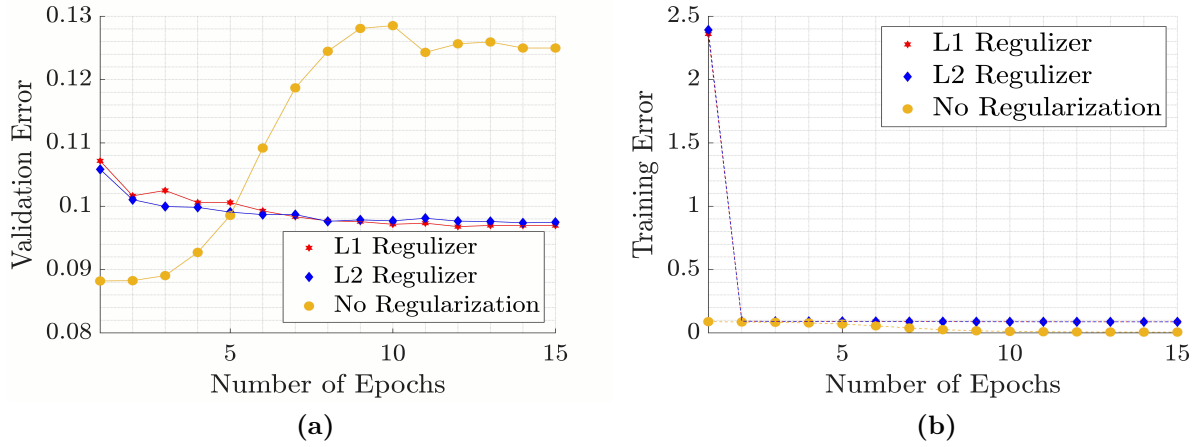 0.13
0.12
0.11
0.1
0.09
0.08
Validation Error
L1 Regulizer
L2 Regulizer
No Regularization
5
10
15
Number of Epochs
(a)
2.5
2
1.5
1
0.5
0
Training Error
L1 Regulizer
L2 Regulizer
No Regularization
5
10
15
Number of Epochs
(b)